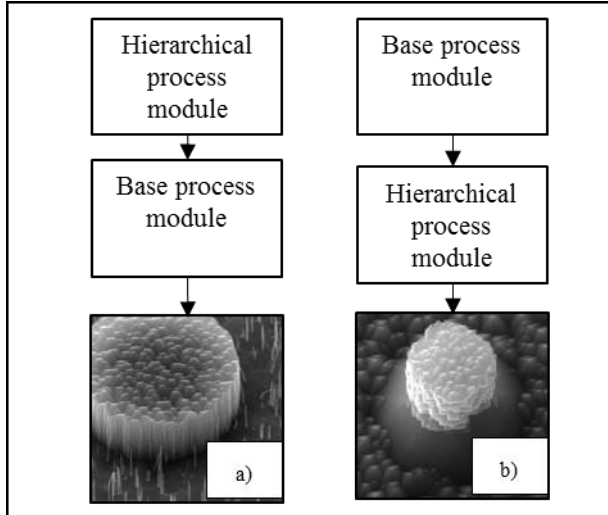 Hierarchical
process
module
Base process
module
a)
Base process
module
Hierarchical
process
module
b)